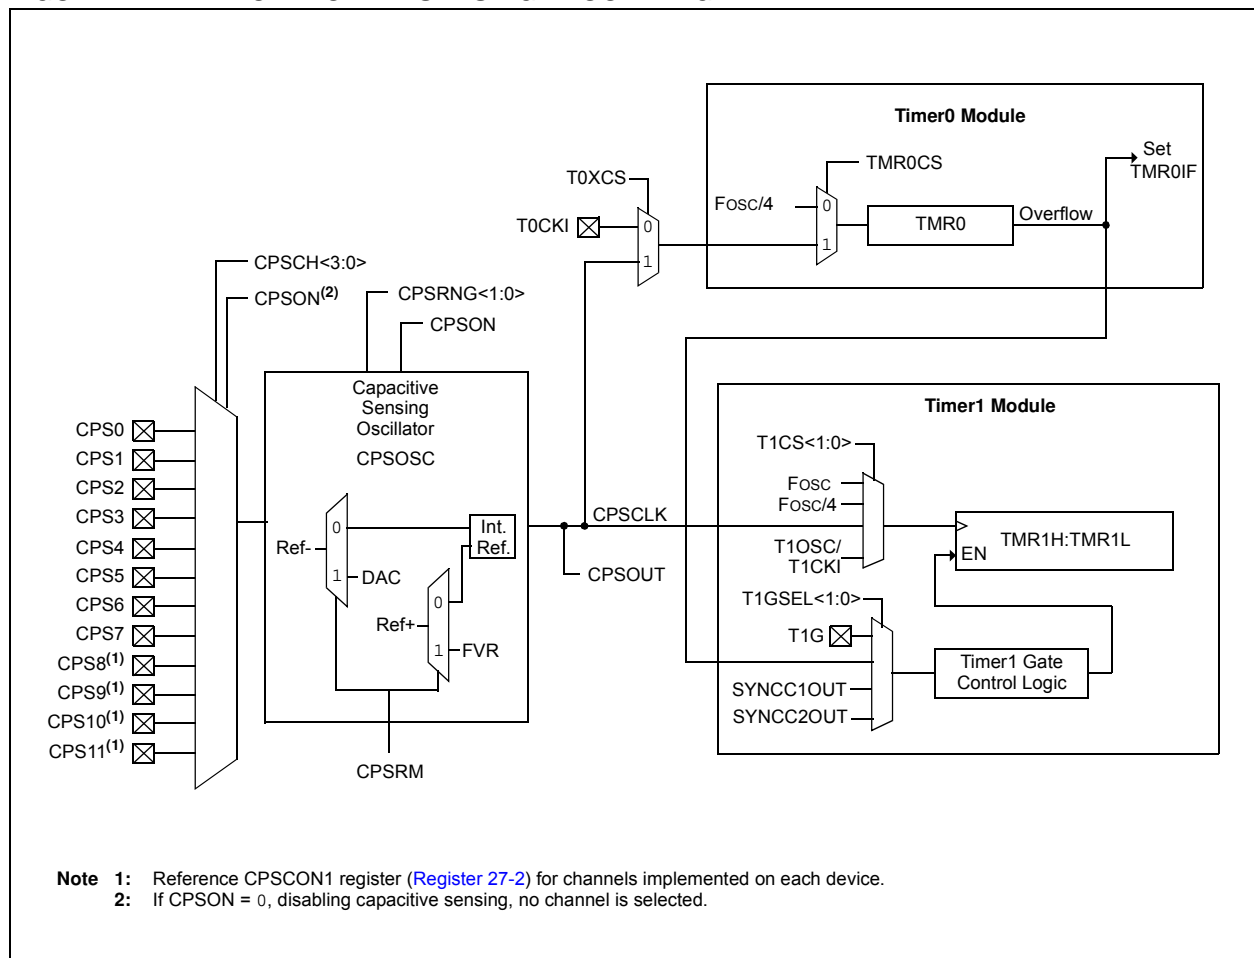 Timer0 Module
Set
TMR0IF
TMR0CS
T0XCS
FOSC/4
0
1
TMR0
Overflow
T0CKI
0
1
CPSCH<3:0>
CPSON(2)
CPSRNG<1:0>
CPSON
Capacitive
Sensing
Oscillator
CPSOSC
Timer1 Module
T1CS<1:0>
FOSC
FOSC/4
T1OSC/
T1CKI
EN
TMR1H:TMR1L
CPS0
CPS1
CPS2
CPS3
CPS4
CPS5
CPS6
CPS7
CPS8(1)
CPS9(1)
CPS10(1)
CPS11(1)
0
Ref-
1
DAC
Int.
Ref.
0
Ref+
1
FVR
CPSCLK
CPSOUT
T1GSEL<1:0>
T1G
SYNCC1OUT
SYNCC2OUT
Timer1 Gate
Control Logic
CPSRM
Note 1: Reference CPSCON1 register (Register 27-2) for channels implemented on each device.
2: If CPSON = 0, disabling capacitive sensing, no channel is selected.